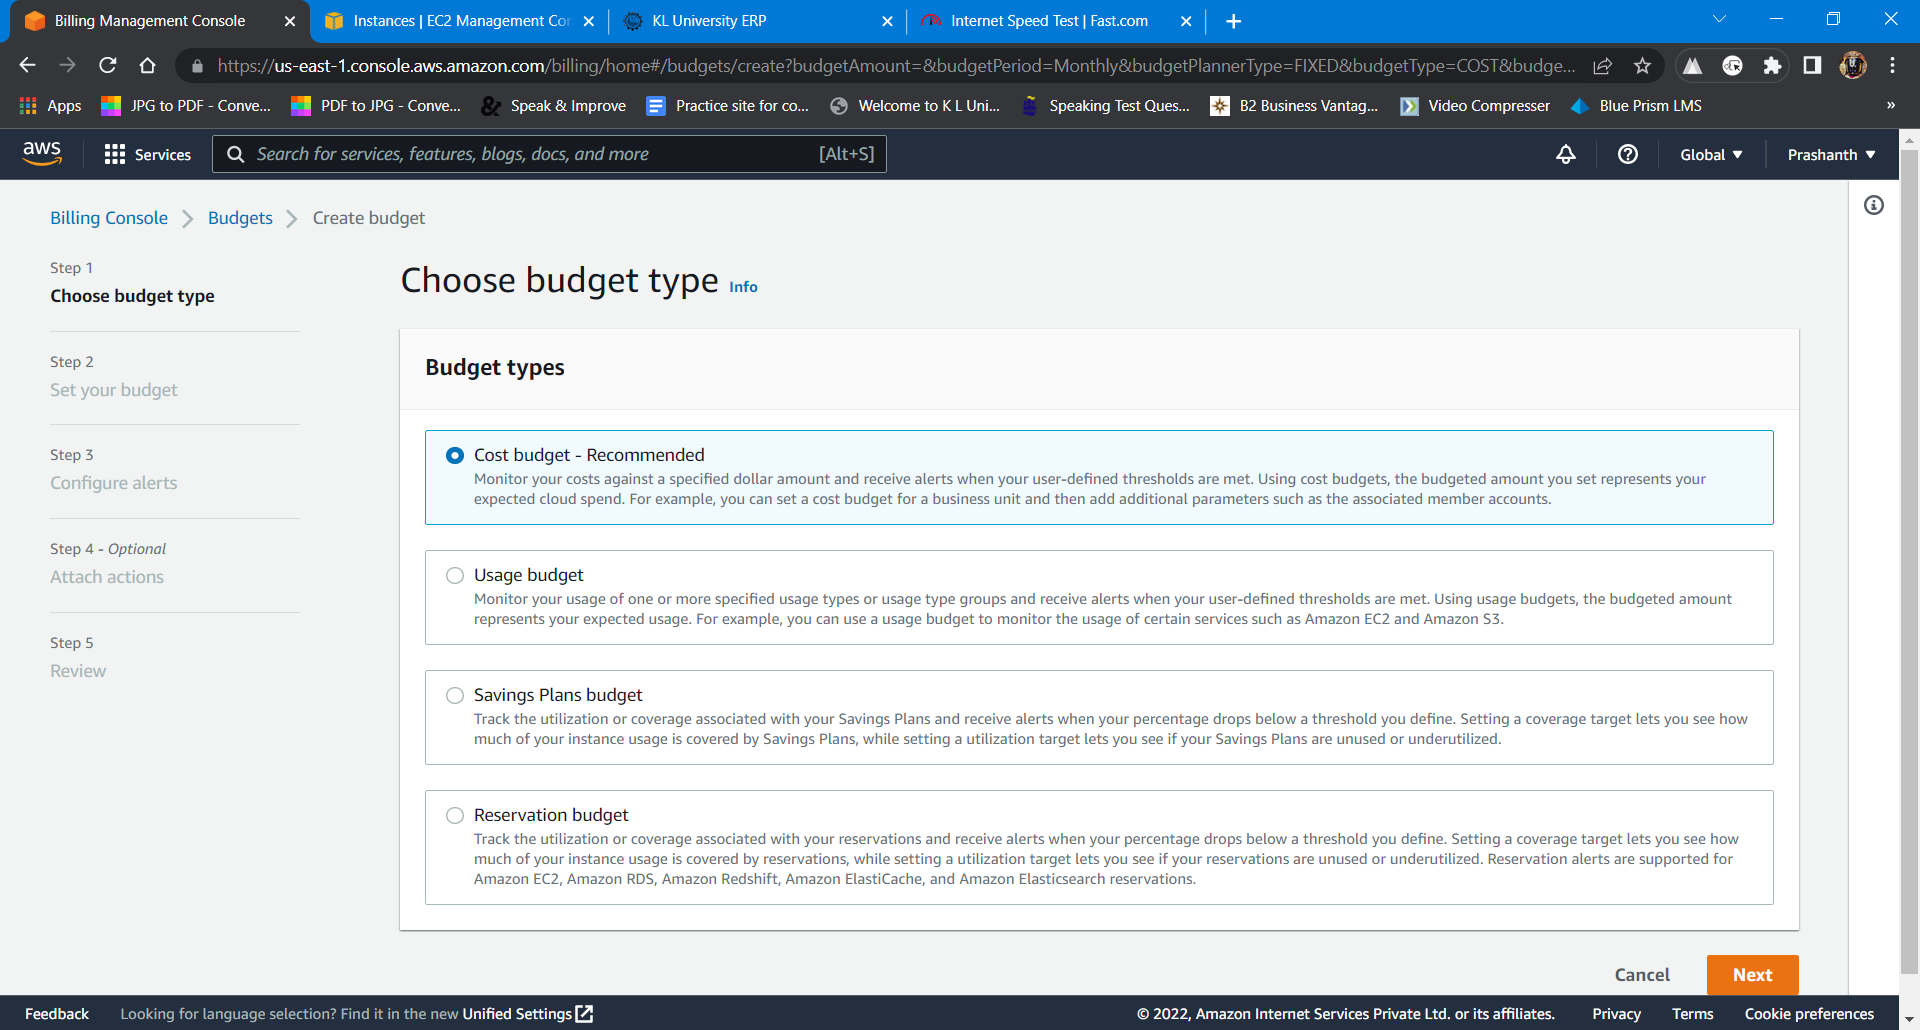 Billing Management Console
Instances | EC2 Management Co
KL University ERP
Internet Speed Test | Fast.com
https://us-east-1.console.aws.amazon.com/billing/home#/budgets/create?budgetAmount=&budgetPeriod=Monthly&budgetPlannerType=FIXED&budgetType=COST&budge...
Apps
JPG to PDF - Conve...
PDF to JPG - Conve...
Speak & Improve
Practice site for co...
Welcome to K L Uni...
Speaking Test Ques...
B2 Business Vantag...
Video Compresser
Blue Prism LMS
»
aws
Services
Search for services, features, blogs, docs, and more
[Alt+S]
Global
Prashanth
Billing Console
Budgets
Create budget
Step 1
Choose budget type
Step 2
Set your budget
Step 3
Configure alerts
Step 4 - Optional
Attach actions
Step 5
Review
Choose budget type Info
Budget types
Cost budget - Recommended
Monitor your costs against a specified dollar amount and receive alerts when your user-defined thresholds are met. Using cost budgets, the budgeted amount you set represents your
expected cloud spend. For example, you can set a cost budget for a business unit and then add additional parameters such as the associated member accounts.
Usage budget
Monitor your usage of one or more specified usage types or usage type groups and receive alerts when your user-defined thresholds are met. Using usage budgets, the budgeted amount
represents your expected usage. For example, you can use a usage budget to monitor the usage of certain services such as Amazon EC2 and Amazon S3.
Savings Plans budget
Track the utilization or coverage associated with your Savings Plans and receive alerts when your percentage drops below a threshold you define. Setting a coverage target lets you see how
much of your instance usage is covered by Savings Plans, while setting a utilization target lets you see if your Savings Plans are unused or underutilized.
Reservation budget
Track the utilization or coverage associated with your reservations and receive alerts when your percentage drops below a threshold you define. Setting a coverage target lets you see how
much of your instance usage is covered by reservations, while setting a utilization target lets you see if your reservations are unused or underutilized. Reservation alerts are supported for
Amazon EC2, Amazon RDS, Amazon Redshift, Amazon ElastiCache, and Amazon Elasticsearch reservations.
Cancel
Next
Feedback
Looking for language selection? Find it in the new Unified Settings
© 2022, Amazon Internet Services Private Ltd. or its affiliates.
Privacy
Terms
Cookie preferences